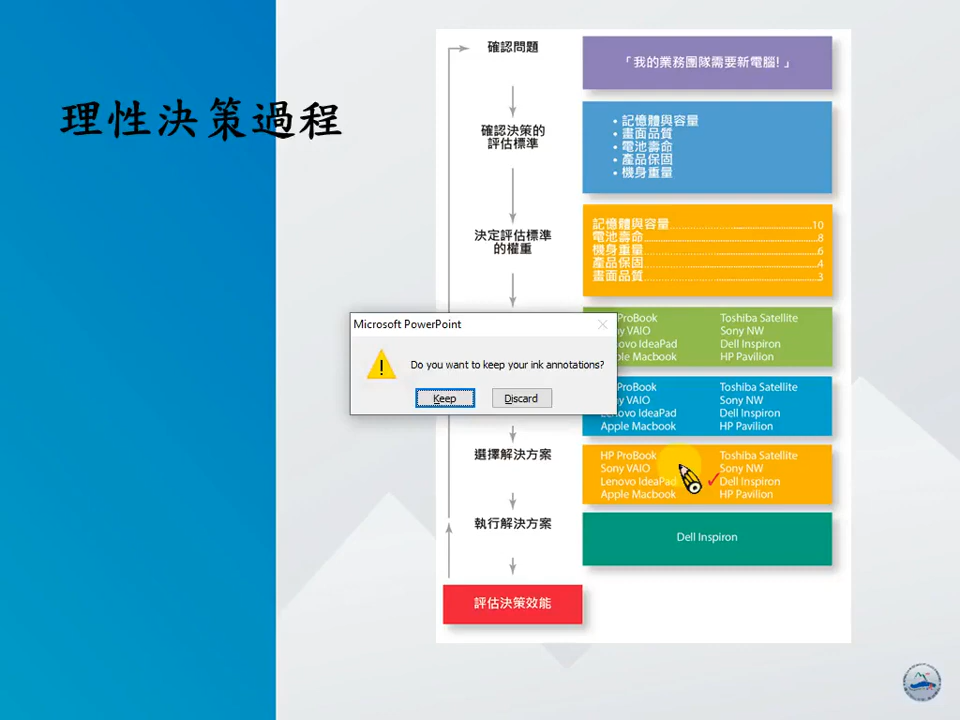 理性決策過程
確認問題
「我的業務團隊需要新電腦!」
確認決策的
評估標準
• 記憶體與容量
• 畫面品質
• 電池壽命
• 產品保固
• 機身重量
決定評估標準
的權重
記憶體與容量 10
電池壽命 8
機身重量 6
產品保固 4
畫面品質 3
ProBook Toshiba Satellite
VAIO Sony NW
IdeaPad Dell Inspiron
Macbook HP Pavilion
Microsoft PowerPoint
Do you want to keep your ink annotations?
Keep Discard
ProBook Toshiba Satellite
VAIO Sony NW
Lenovo IdeaPad Dell Inspiron
Apple Macbook HP Pavilion
選擇解決方案
HP ProBook Toshiba Satellite
Sony VAIO Sony NW
Lenovo IdeaPad ✓Dell Inspiron
Apple Macbook HP Pavilion
執行解決方案
Dell Inspiron
評估決策效能